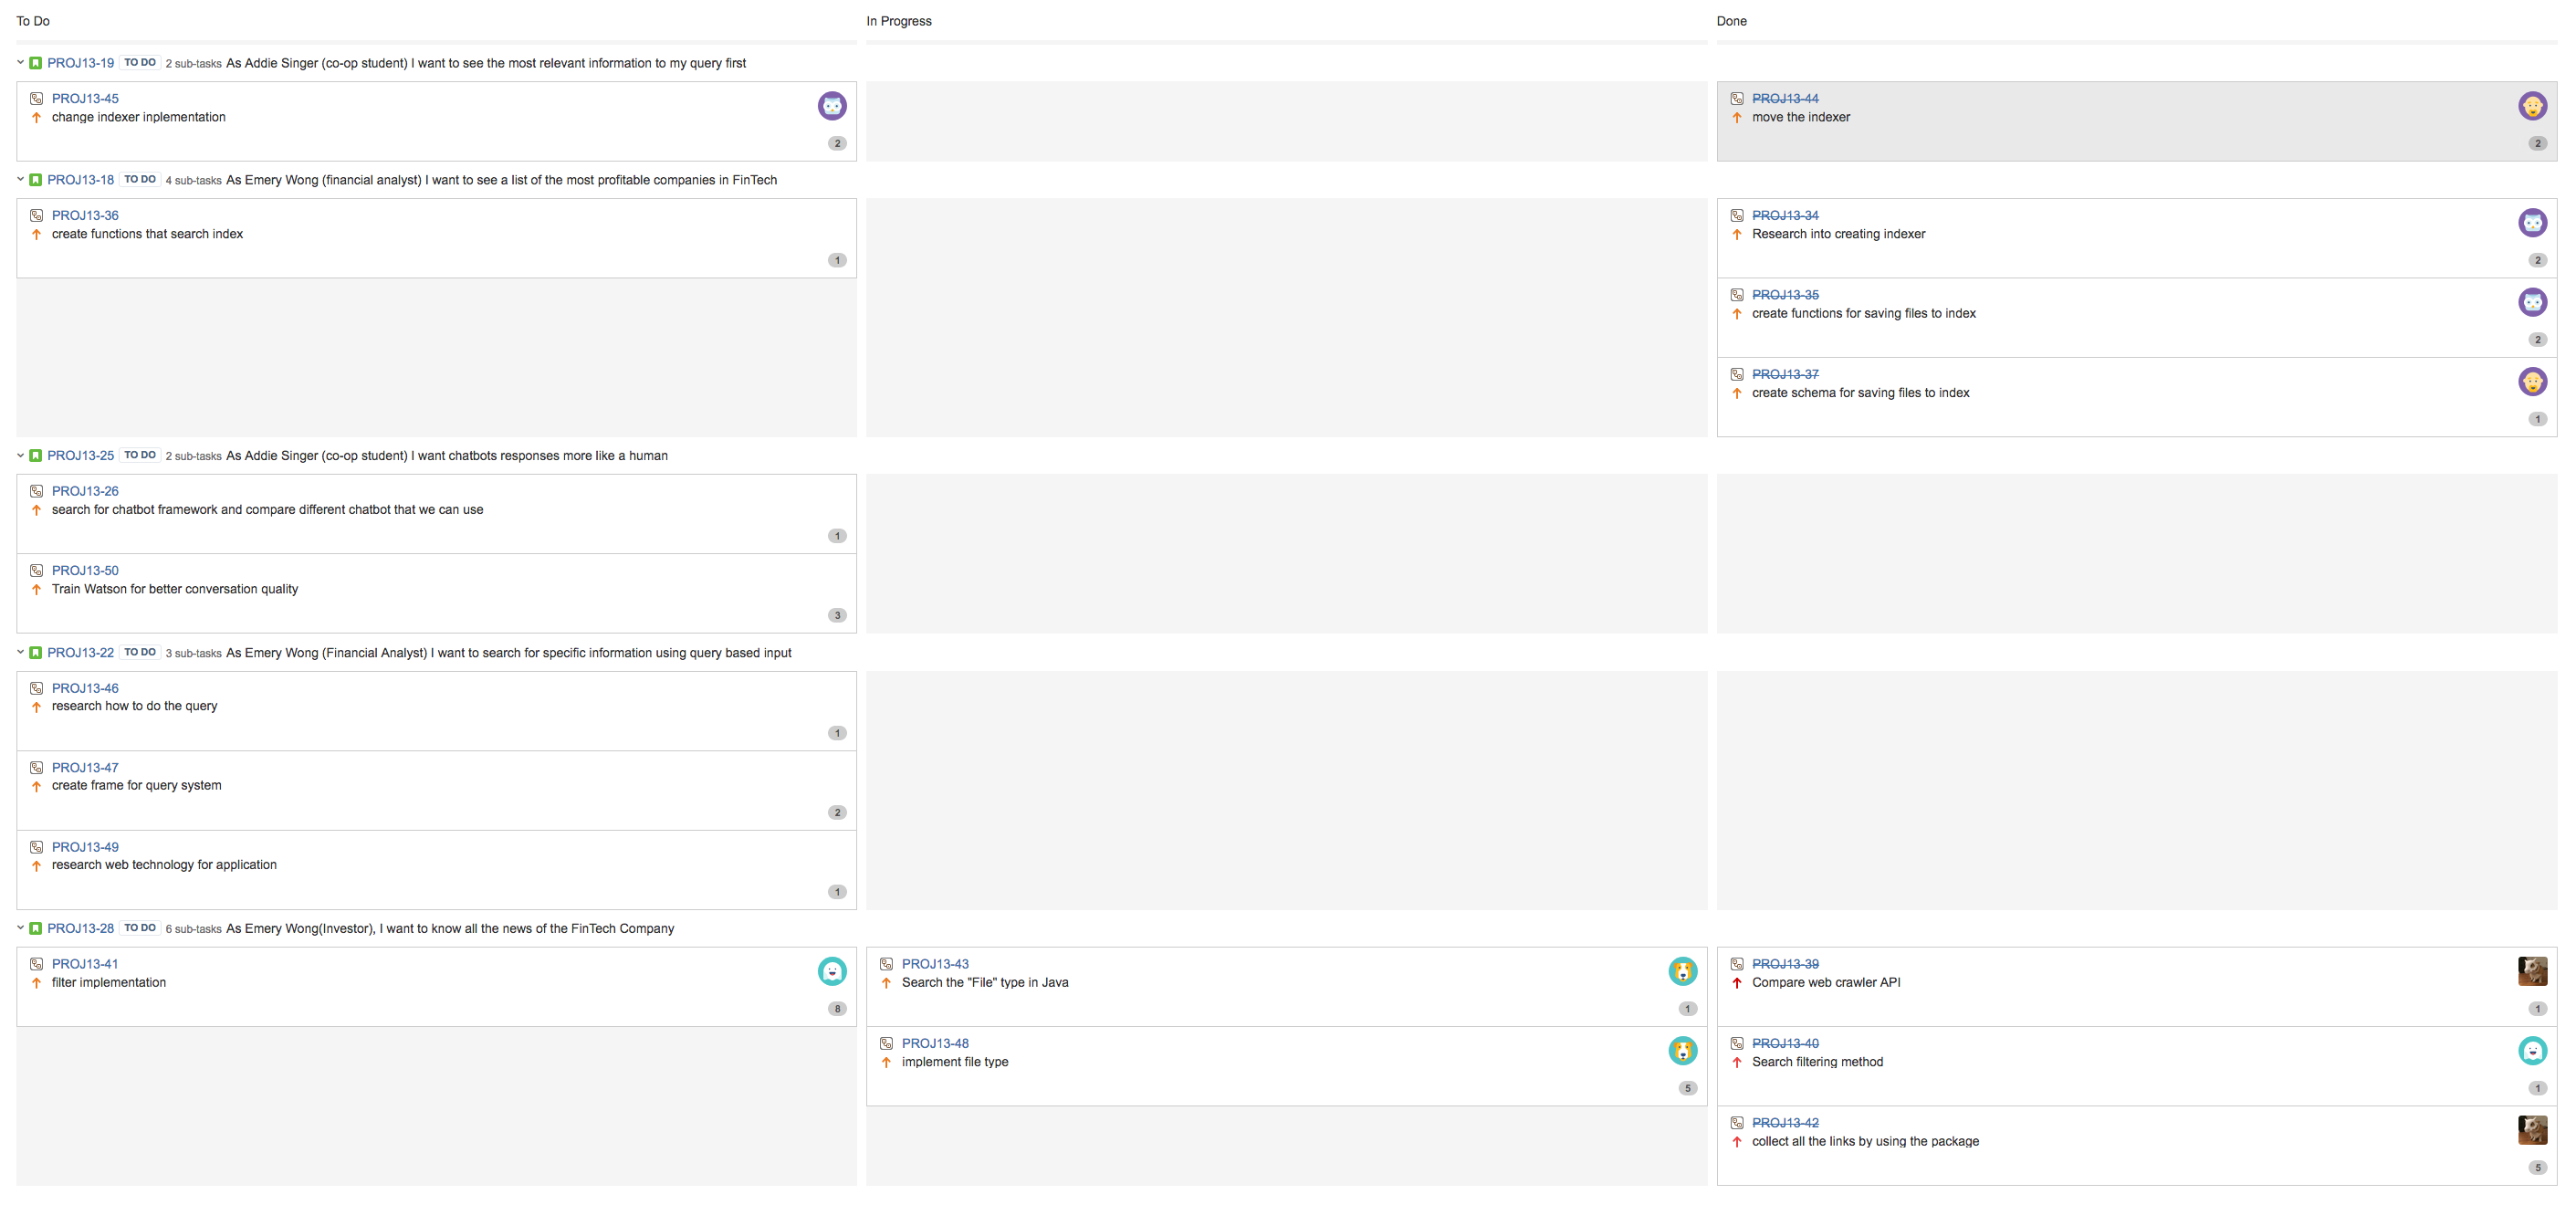 To Do
In Progress
Done
PROJ13-19 TO DO 2 sub-tasks As Addie Singer (co-op student) I want to see the most relevant information to my query first
PROJ13-45
change indexer inplementation
2
PROJ13-44
move the indexer
2
PROJ13-18 TO DO 4 sub-tasks As Emery Wong (financial analyst) I want to see a list of the most profitable companies in FinTech
PROJ13-36
create functions that search index
1
PROJ13-34
Research into creating indexer
2
PROJ13-35
create functions for saving files to index
2
PROJ13-37
create schema for saving files to index
1
PROJ13-25 TO DO 2 sub-tasks As Addie Singer (co-op student) I want chatbots responses more like a human
PROJ13-26
search for chatbot framework and compare different chatbot that we can use
1
PROJ13-50
Train Watson for better conversation quality
3
PROJ13-22 TO DO 3 sub-tasks As Emery Wong (Financial Analyst) I want to search for specific information using query based input
PROJ13-46
research how to do the query
1
PROJ13-47
create frame for query system
2
PROJ13-49
research web technology for application
1
PROJ13-28 TO DO 6 sub-tasks As Emery Wong(Investor), I want to know all the news of the FinTech Company
PROJ13-41
filter implementation
8
PROJ13-43
Search the "File" type in Java
1
PROJ13-48
implement file type
5
PROJ13-39
Compare web crawler API
1
PROJ13-40
Search filtering method
1
PROJ13-42
collect all the links by using the package
5